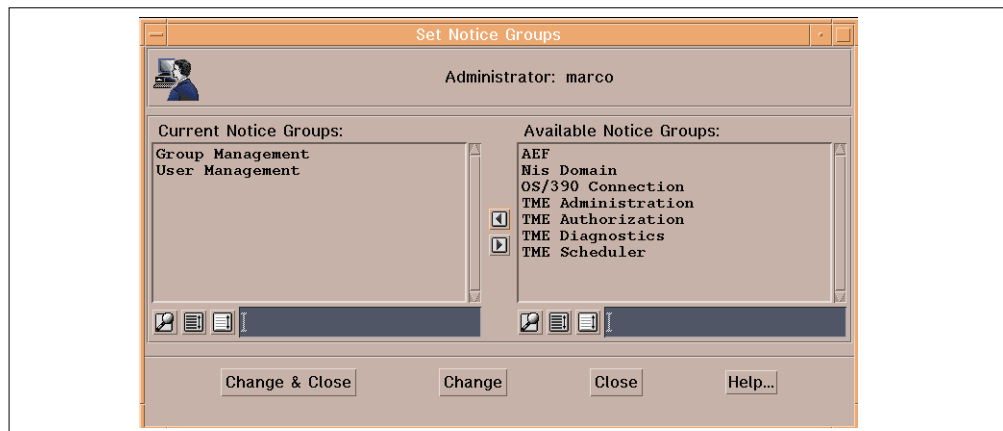 Set Notice Groups
Administrator: marco
Current Notice Groups:
Group Management
User Management
Available Notice Groups:
AEF
Nis Domain
OS/390 Connection
TME Administration
TME Authorization
TME Diagnostics
TME Scheduler
Change & Close
Change
Close
Help...